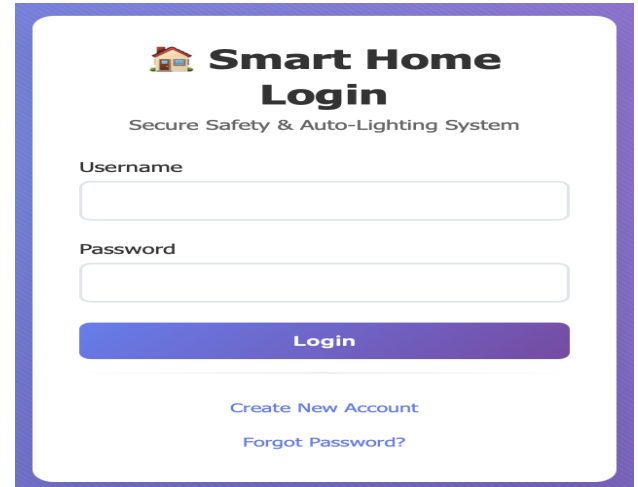 Smart Home
Login
Secure Safety & Auto-Lighting System
Username
Password
Login
Create New Account
Forgot Password?